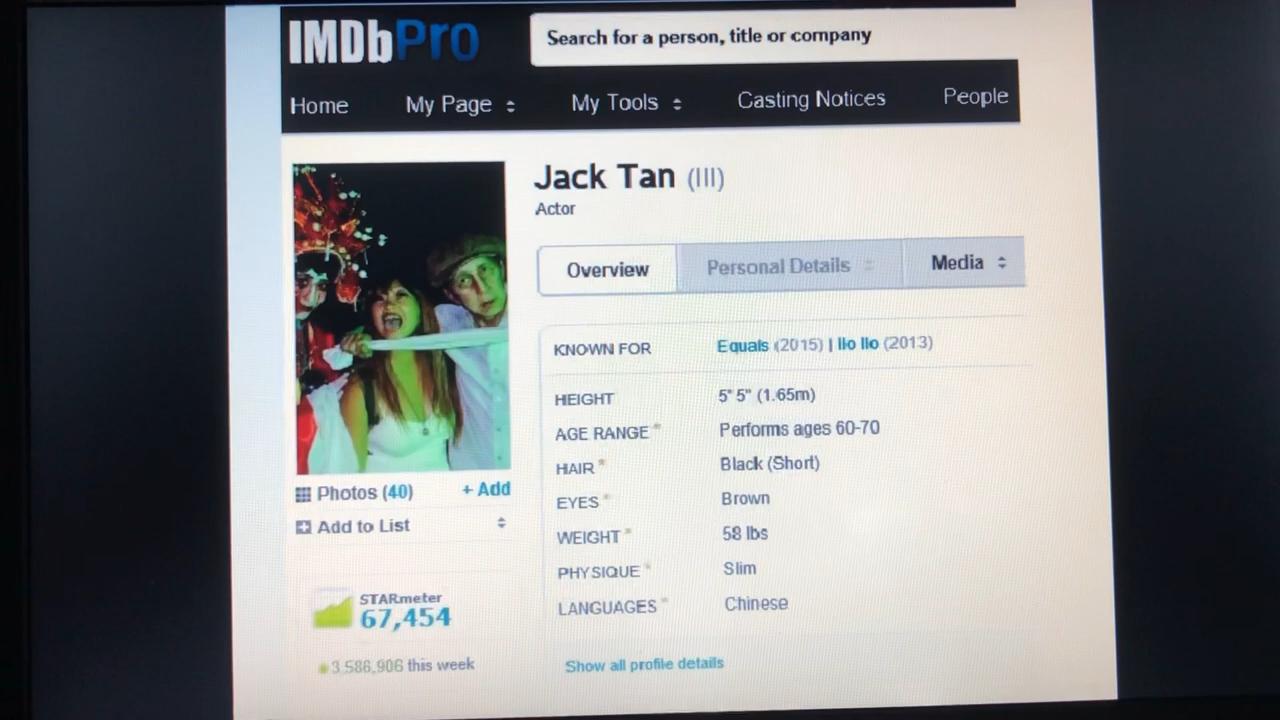 IMDbPro
Search for a person, title or company
Home My Page My Tools Casting Notices People
Jack Tan (III)
Actor
Overview Personal Details Media
KNOWN FOR Equals (2015) | Ilo Ilo (2013)
HEIGHT 5' 5" (1.65m)
AGE RANGE * Performs ages 60-70
HAIR * Black (Short)
EYES * Brown
WEIGHT * 58 lbs
PHYSIQUE * Slim
LANGUAGES * Chinese
Show all profile details
Photos (40) + Add
Add to List
STARmeter
67,454
3,586,906 this week